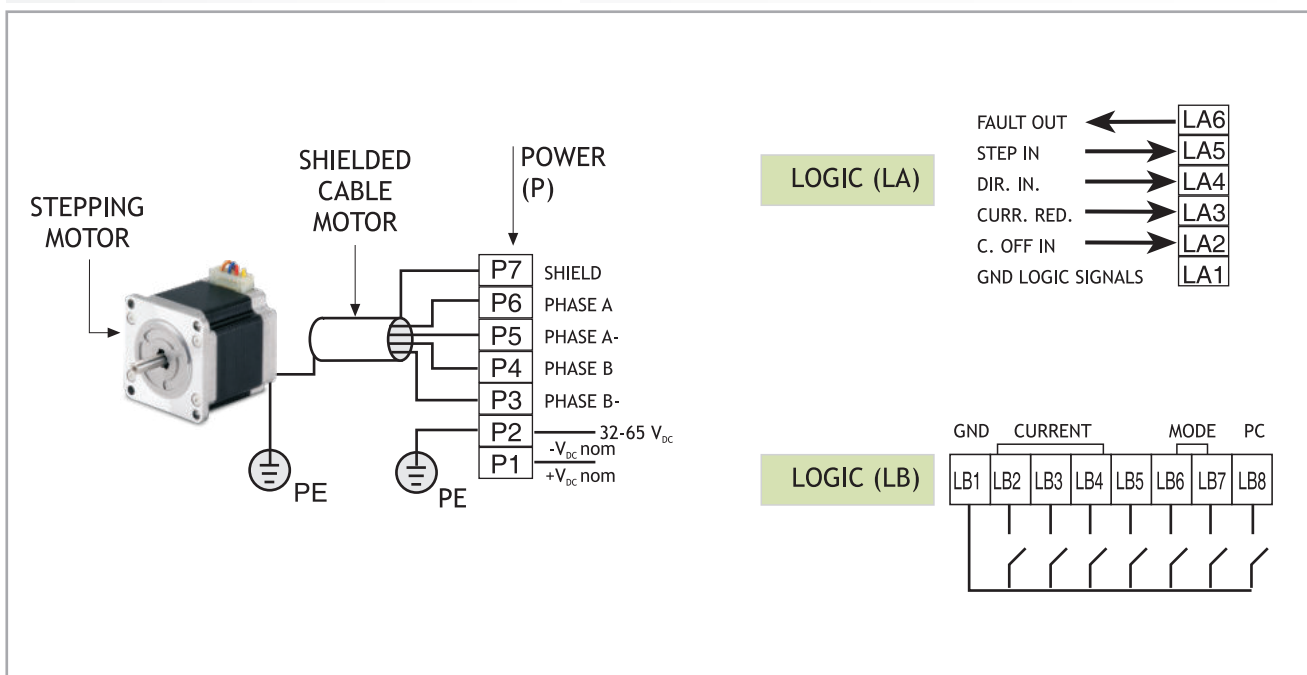 STEPPING
MOTOR
SHIELDED
CABLE
MOTOR
POWER
(P)
P7 SHIELD
P6 PHASE A
P5 PHASE A-
P4 PHASE B
P3 PHASE B-
P2 32-65 VDC
-VDC nom
P1 +VDC nom
PE
PE
LOGIC (LA)
FAULT OUT LA6
STEP IN LA5
DIR. IN. LA4
CURR. RED. LA3
C. OFF IN LA2
GND LOGIC SIGNALS LA1
LOGIC (LB)
GND CURRENT MODE PC
LB1 LB2 LB3 LB4 LB5 LB6 LB7 LB8